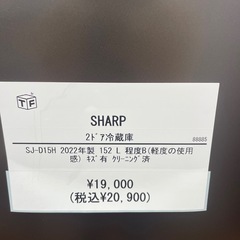 TF
SHARP
2ﾄﾞｱ冷蔵庫
88885
SJ-D15H 2022年製 152 L 程度B(軽度の使用
感) ｷｽﾞ有 ｸﾘｰﾆﾝｸﾞ済
¥19,000
(税込¥20,900)